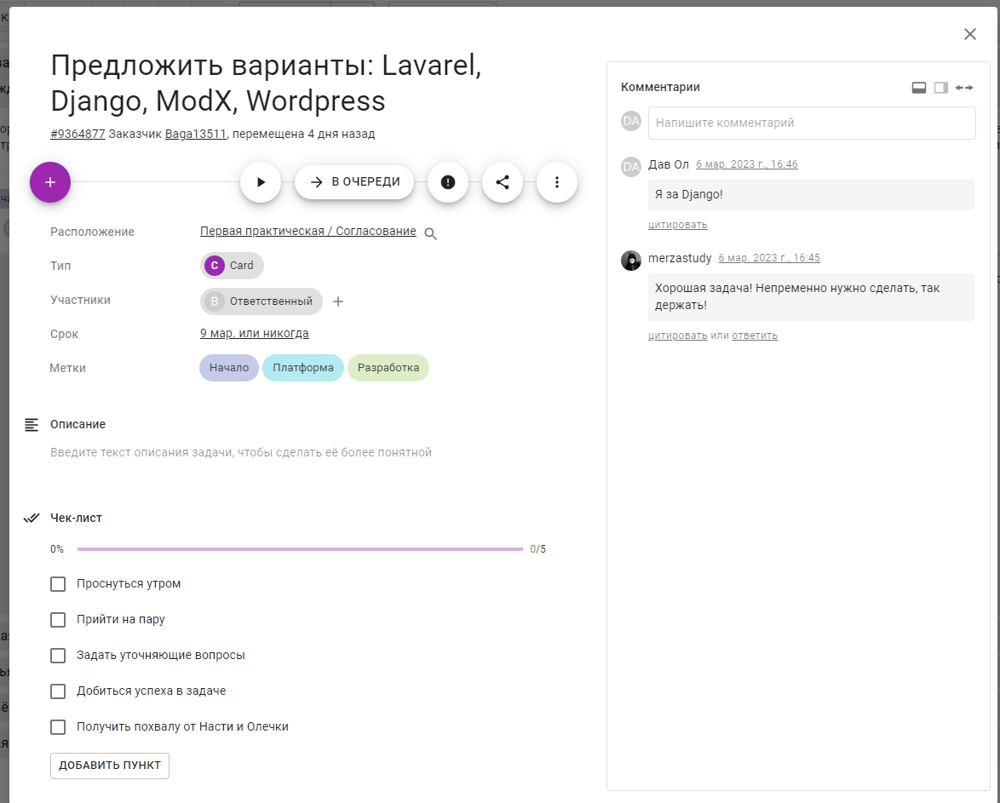 Предложить варианты: Lavarel,
Django, ModX, Wordpress
#9364877 Заказчик Baga13511, перемещена 4 дня назад
В ОЧЕРЕДИ
Расположение
Первая практическая / Согласование
Тип
C Card
Участники
В Ответственный
Срок
9 мар. или никогда
Метки
Начало
Платформа
Разработка
Описание
Введите текст описания задачи, чтобы сделать её более понятной
Чек-лист
0%
0/5
Проснуться утром
Прийти на пару
Задать уточняющие вопросы
Добиться успеха в задаче
Получить похвалу от Насти и Олечки
ДОБАВИТЬ ПУНКТ
Комментарии
DA
Напишите комментарий
DA
Дав Ол 6 мар. 2023 г., 16:46
Я за Django!
цитировать
merzastudy 6 мар. 2023 г., 16:45
Хорошая задача! Непременно нужно сделать, так
держать!
цитировать или ответить